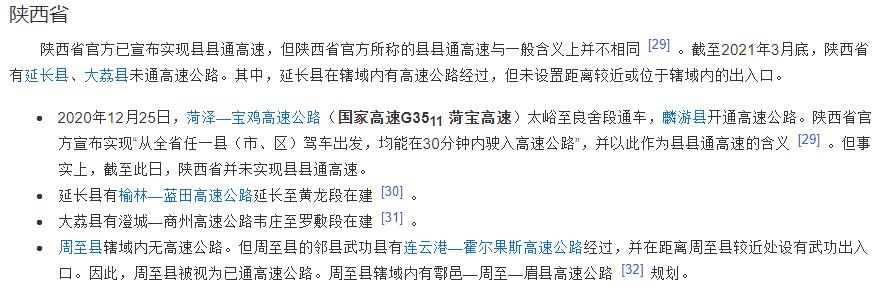 陕西省
陕西省官方已宣布实现县县通高速，但陕西省官方所称的县县通高速与一般含义上并不相同 [29] 。截至2021年3月底，陕西省
有延长县、大荔县未通高速公路。其中，延长县在辖域内有高速公路经过，但未设置距离较近或位于辖域内的出入口。
• 2020年12月25日，菏泽—宝鸡高速公路（国家高速G3511 菏宝高速）太峪至良舍段通车，麟游县开通高速公路。陕西省官
方宣布实现“从全省任一县（市、区）驾车出发，均能在30分钟内驶入高速公路”，并以此作为县县通高速的含义 [29] 。但事
实上，截至此日，陕西省并未实现县县通高速。
• 延长县有榆林—蓝田高速公路延长至黄龙段在建 [30] 。
• 大荔县有澄城—商州高速公路韦庄至罗敷段在建 [31] 。
• 周至县辖域内无高速公路。但周至县的邻县武功县有连云港—霍尔果斯高速公路经过，并在距离周至县较近处设有武功出入
口。因此，周至县被视为已通高速公路。周至县辖域内有鄠邑—周至—眉县高速公路 [32] 规划。